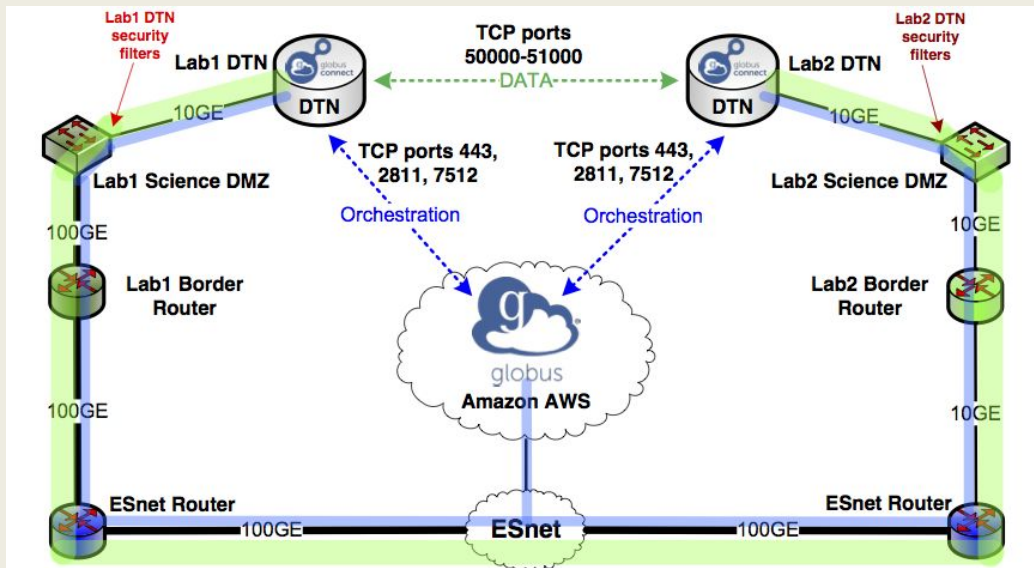 Lab1 DTN
security
filters
TCP ports
50000-51000
DATA
Lab2 DTN
security
filters
Lab1 DTN
globus
connect
DTN
globus
connect
DTN
Lab2 DTN
10GE
10GE
TCP ports 443,
2811, 7512
TCP ports 443,
2811, 7512
Lab1 Science DMZ
Lab2 Science DMZ
Orchestration
Orchestration
100GE
10GE
Lab1 Border
Router
Lab2 Border
Router
g
globus
Amazon AWS
100GE
10GE
ESnet Router
ESnet Router
100GE
ESnet
100GE